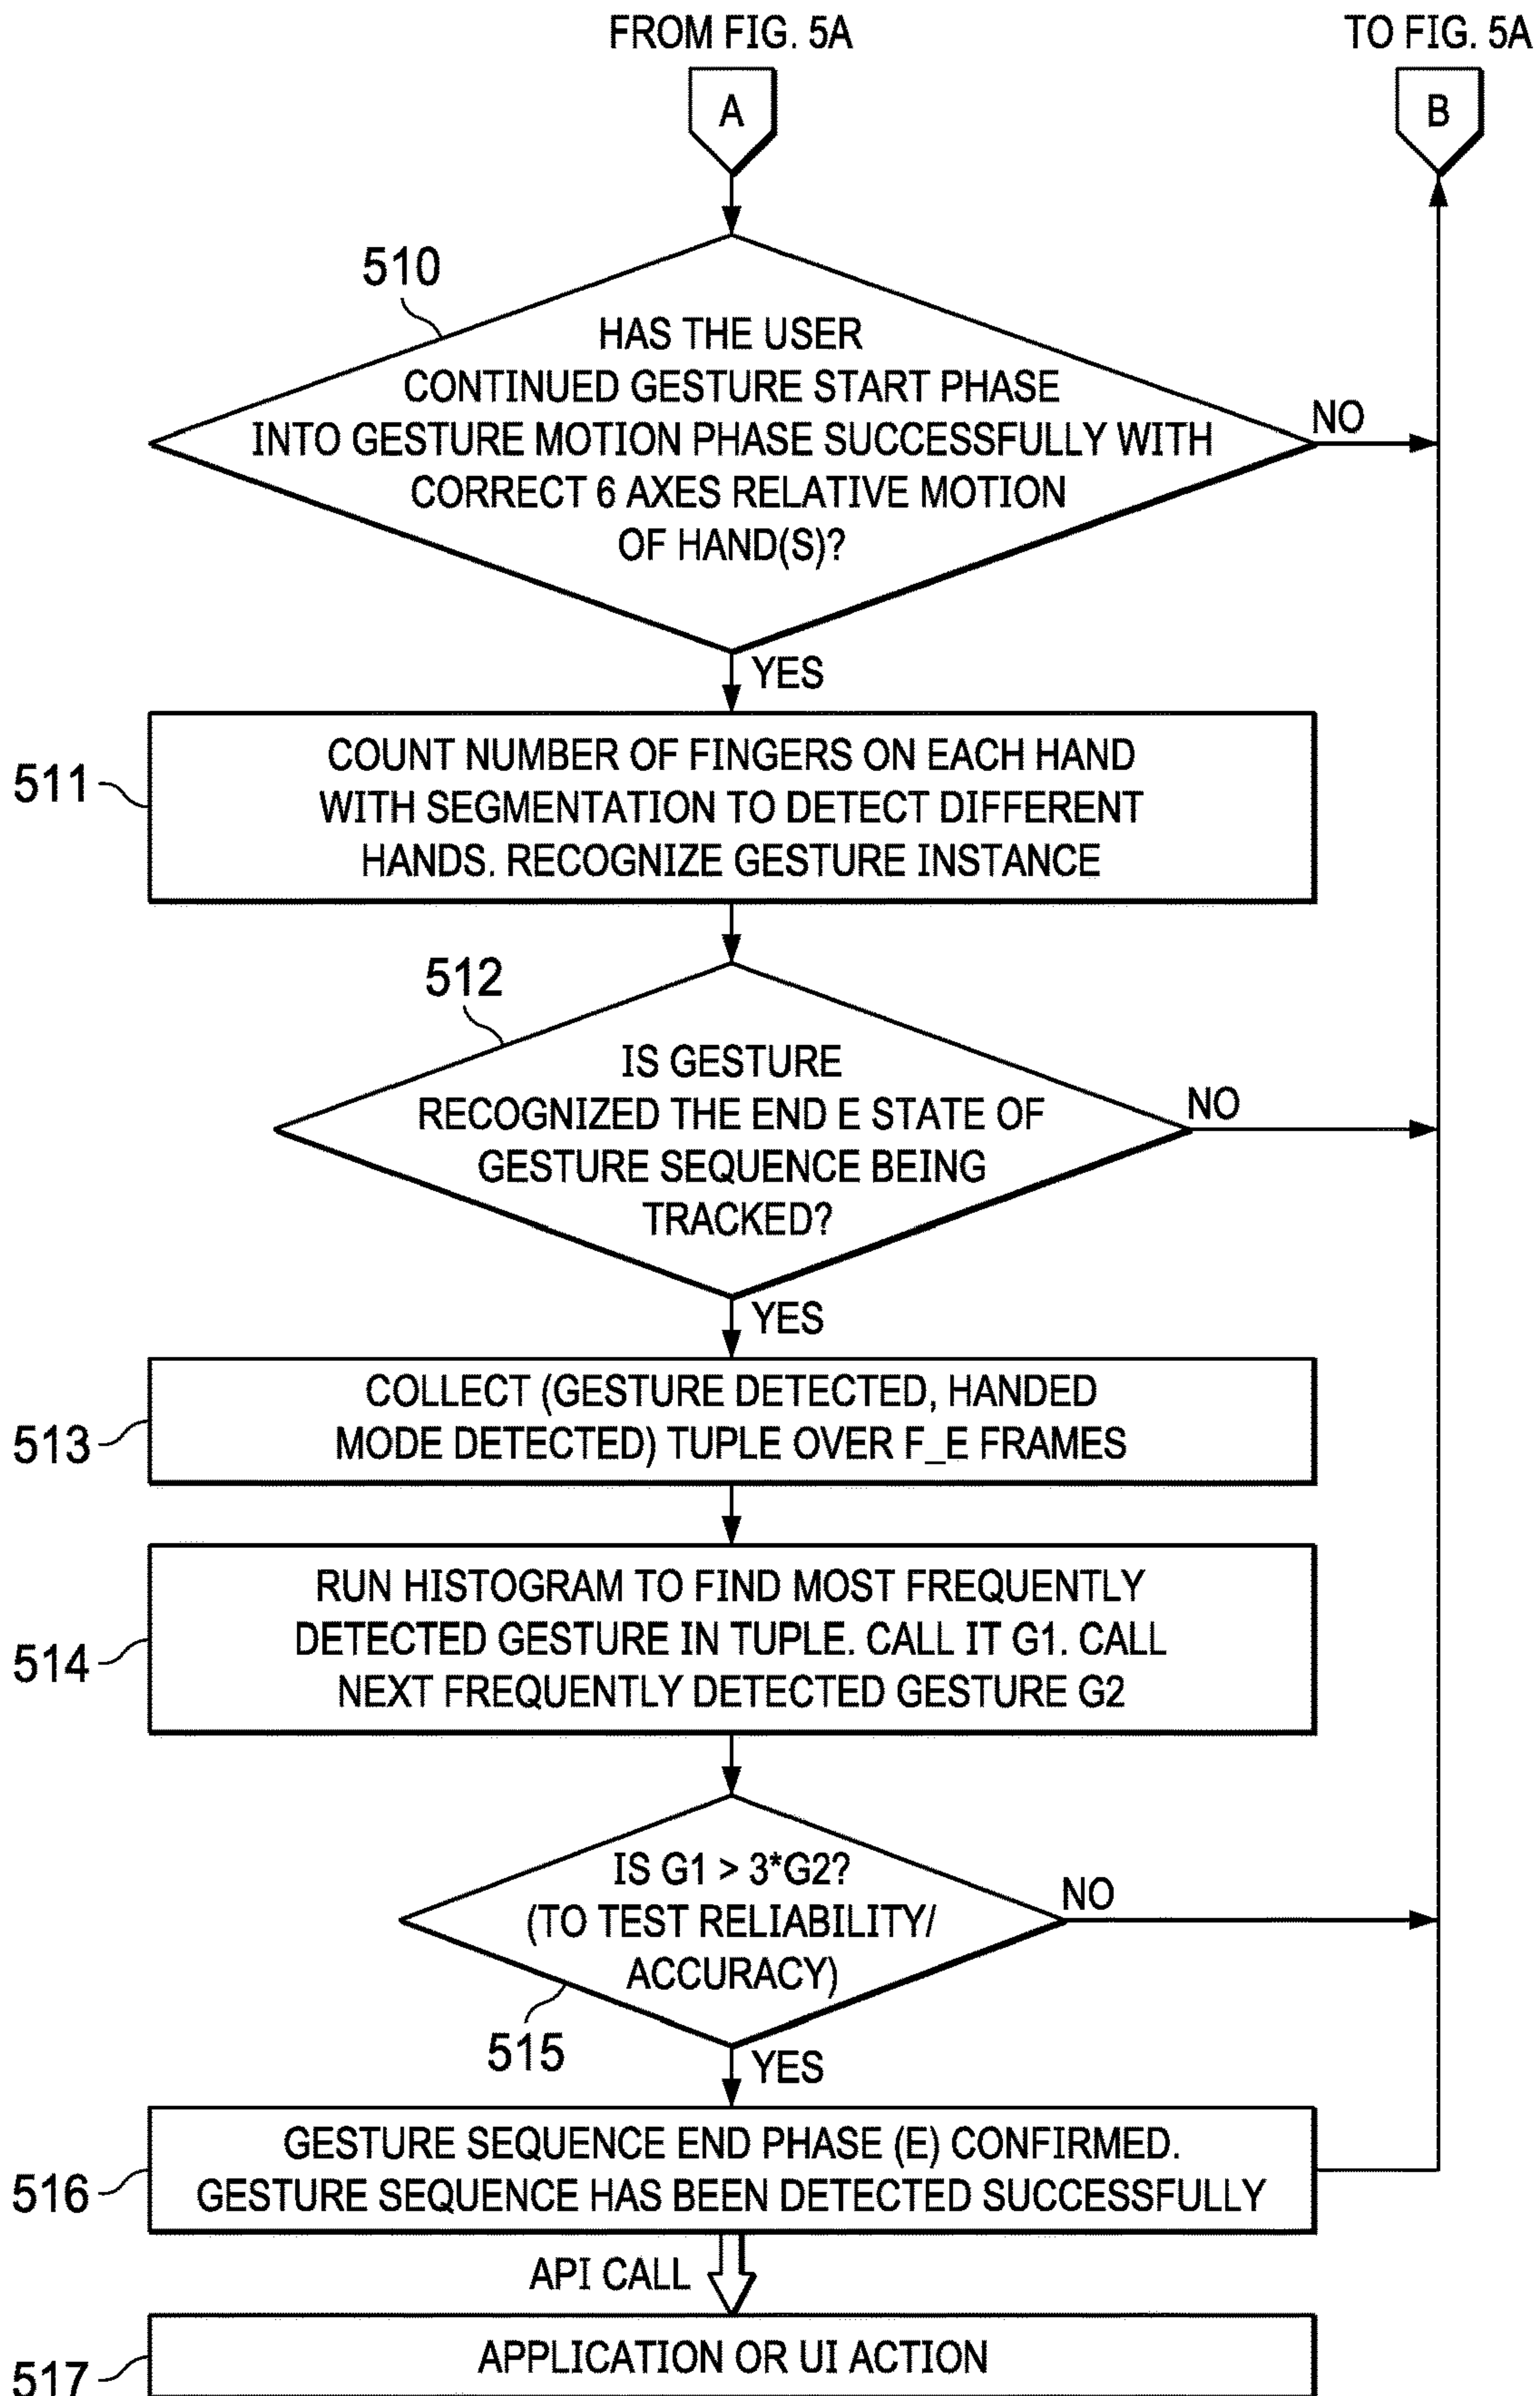 FROM FIG. 5A
TO FIG. 5A
A
B
510
HAS THE USER
CONTINUED GESTURE START PHASE
INTO GESTURE MOTION PHASE SUCCESSFULLY WITH
CORRECT 6 AXES RELATIVE MOTION
OF HAND(S)?
NO
YES
511
COUNT NUMBER OF FINGERS ON EACH HAND
WITH SEGMENTATION TO DETECT DIFFERENT
HANDS. RECOGNIZE GESTURE INSTANCE
512
IS GESTURE
RECOGNIZED THE END E STATE OF
GESTURE SEQUENCE BEING
TRACKED?
NO
YES
513
COLLECT (GESTURE DETECTED, HANDED
MODE DETECTED) TUPLE OVER F_E FRAMES
514
RUN HISTOGRAM TO FIND MOST FREQUENTLY
DETECTED GESTURE IN TUPLE. CALL IT G1. CALL
NEXT FREQUENTLY DETECTED GESTURE G2
IS G1 > 3*G2?
(TO TEST RELIABILITY/
ACCURACY)
NO
515
YES
516
GESTURE SEQUENCE END PHASE (E) CONFIRMED.
GESTURE SEQUENCE HAS BEEN DETECTED SUCCESSFULLY
API CALL
517
APPLICATION OR UI ACTION